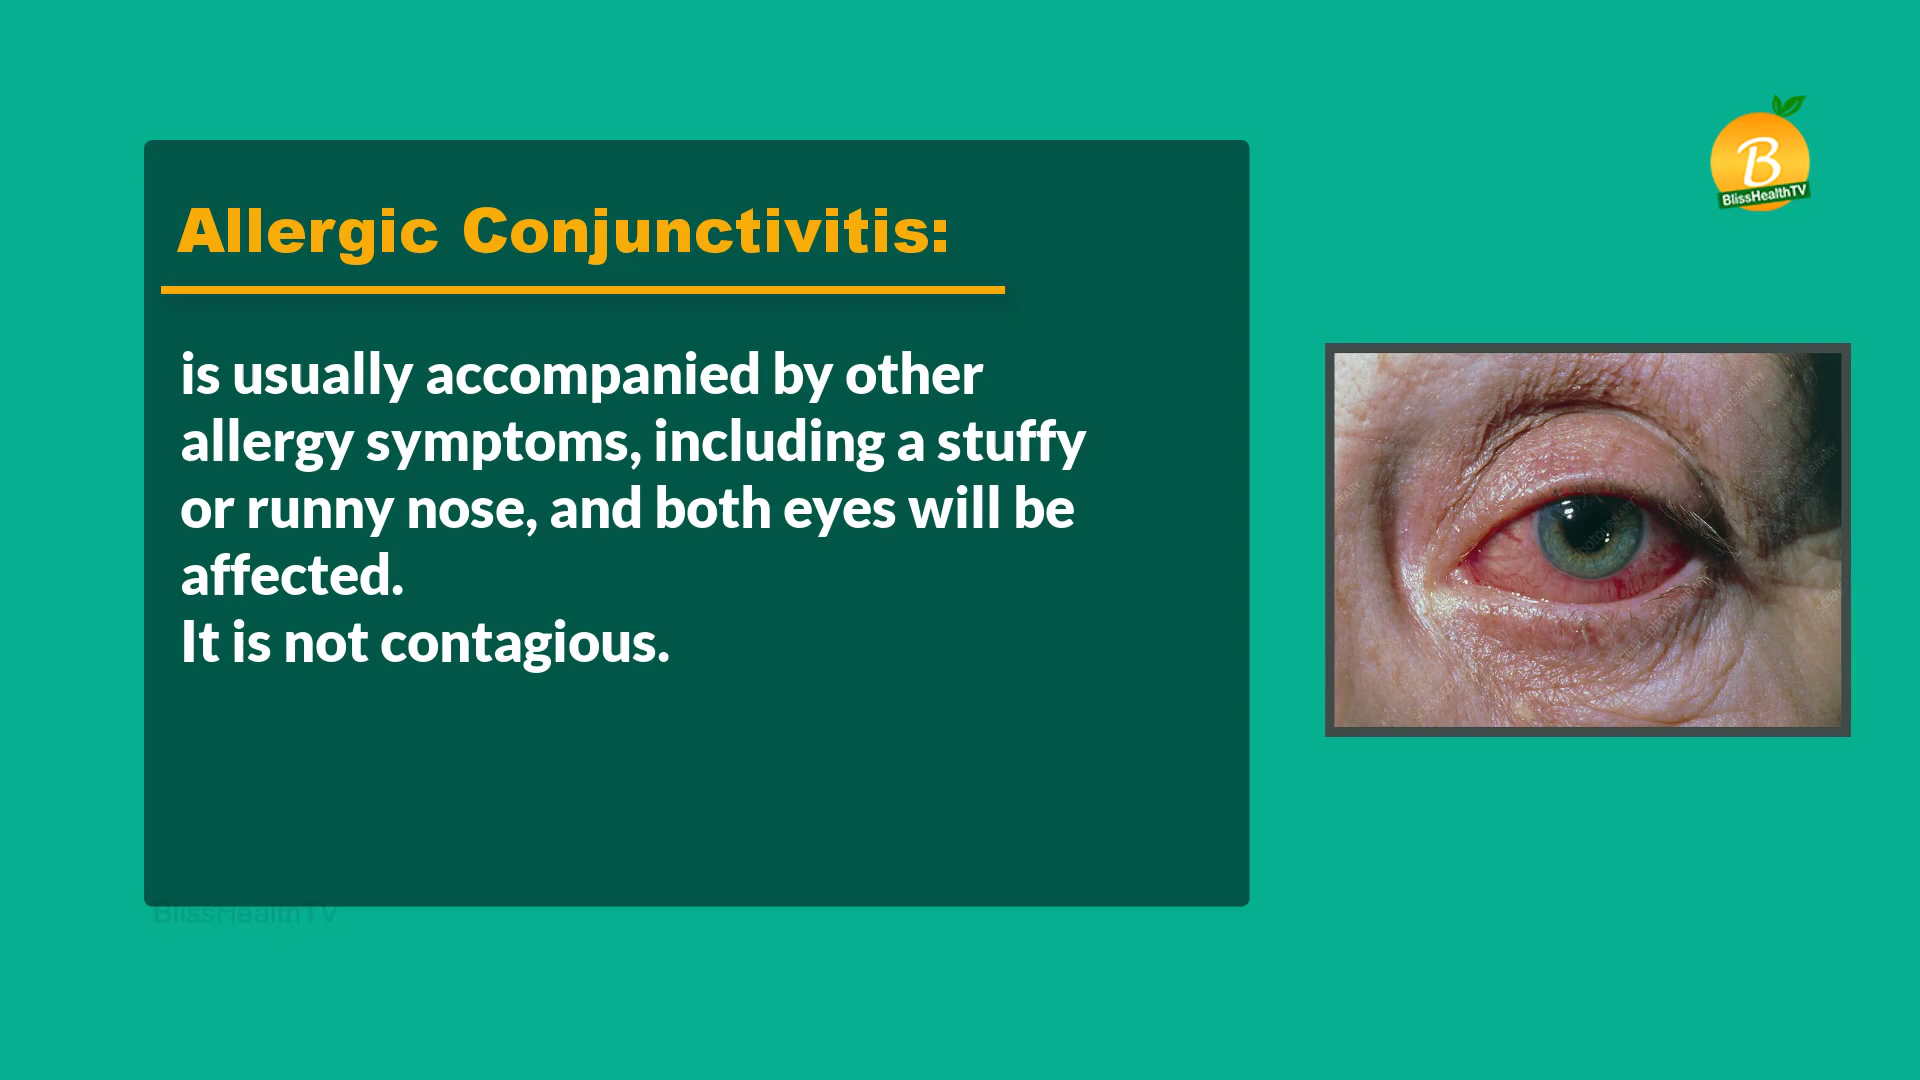 Allergic Conjunctivitis:
is usually accompanied by other
allergy symptoms, including a stuffy
or runny nose, and both eyes will be
affected.
It is not contagious.
B
BlissHealthTV
BlissHealthTV